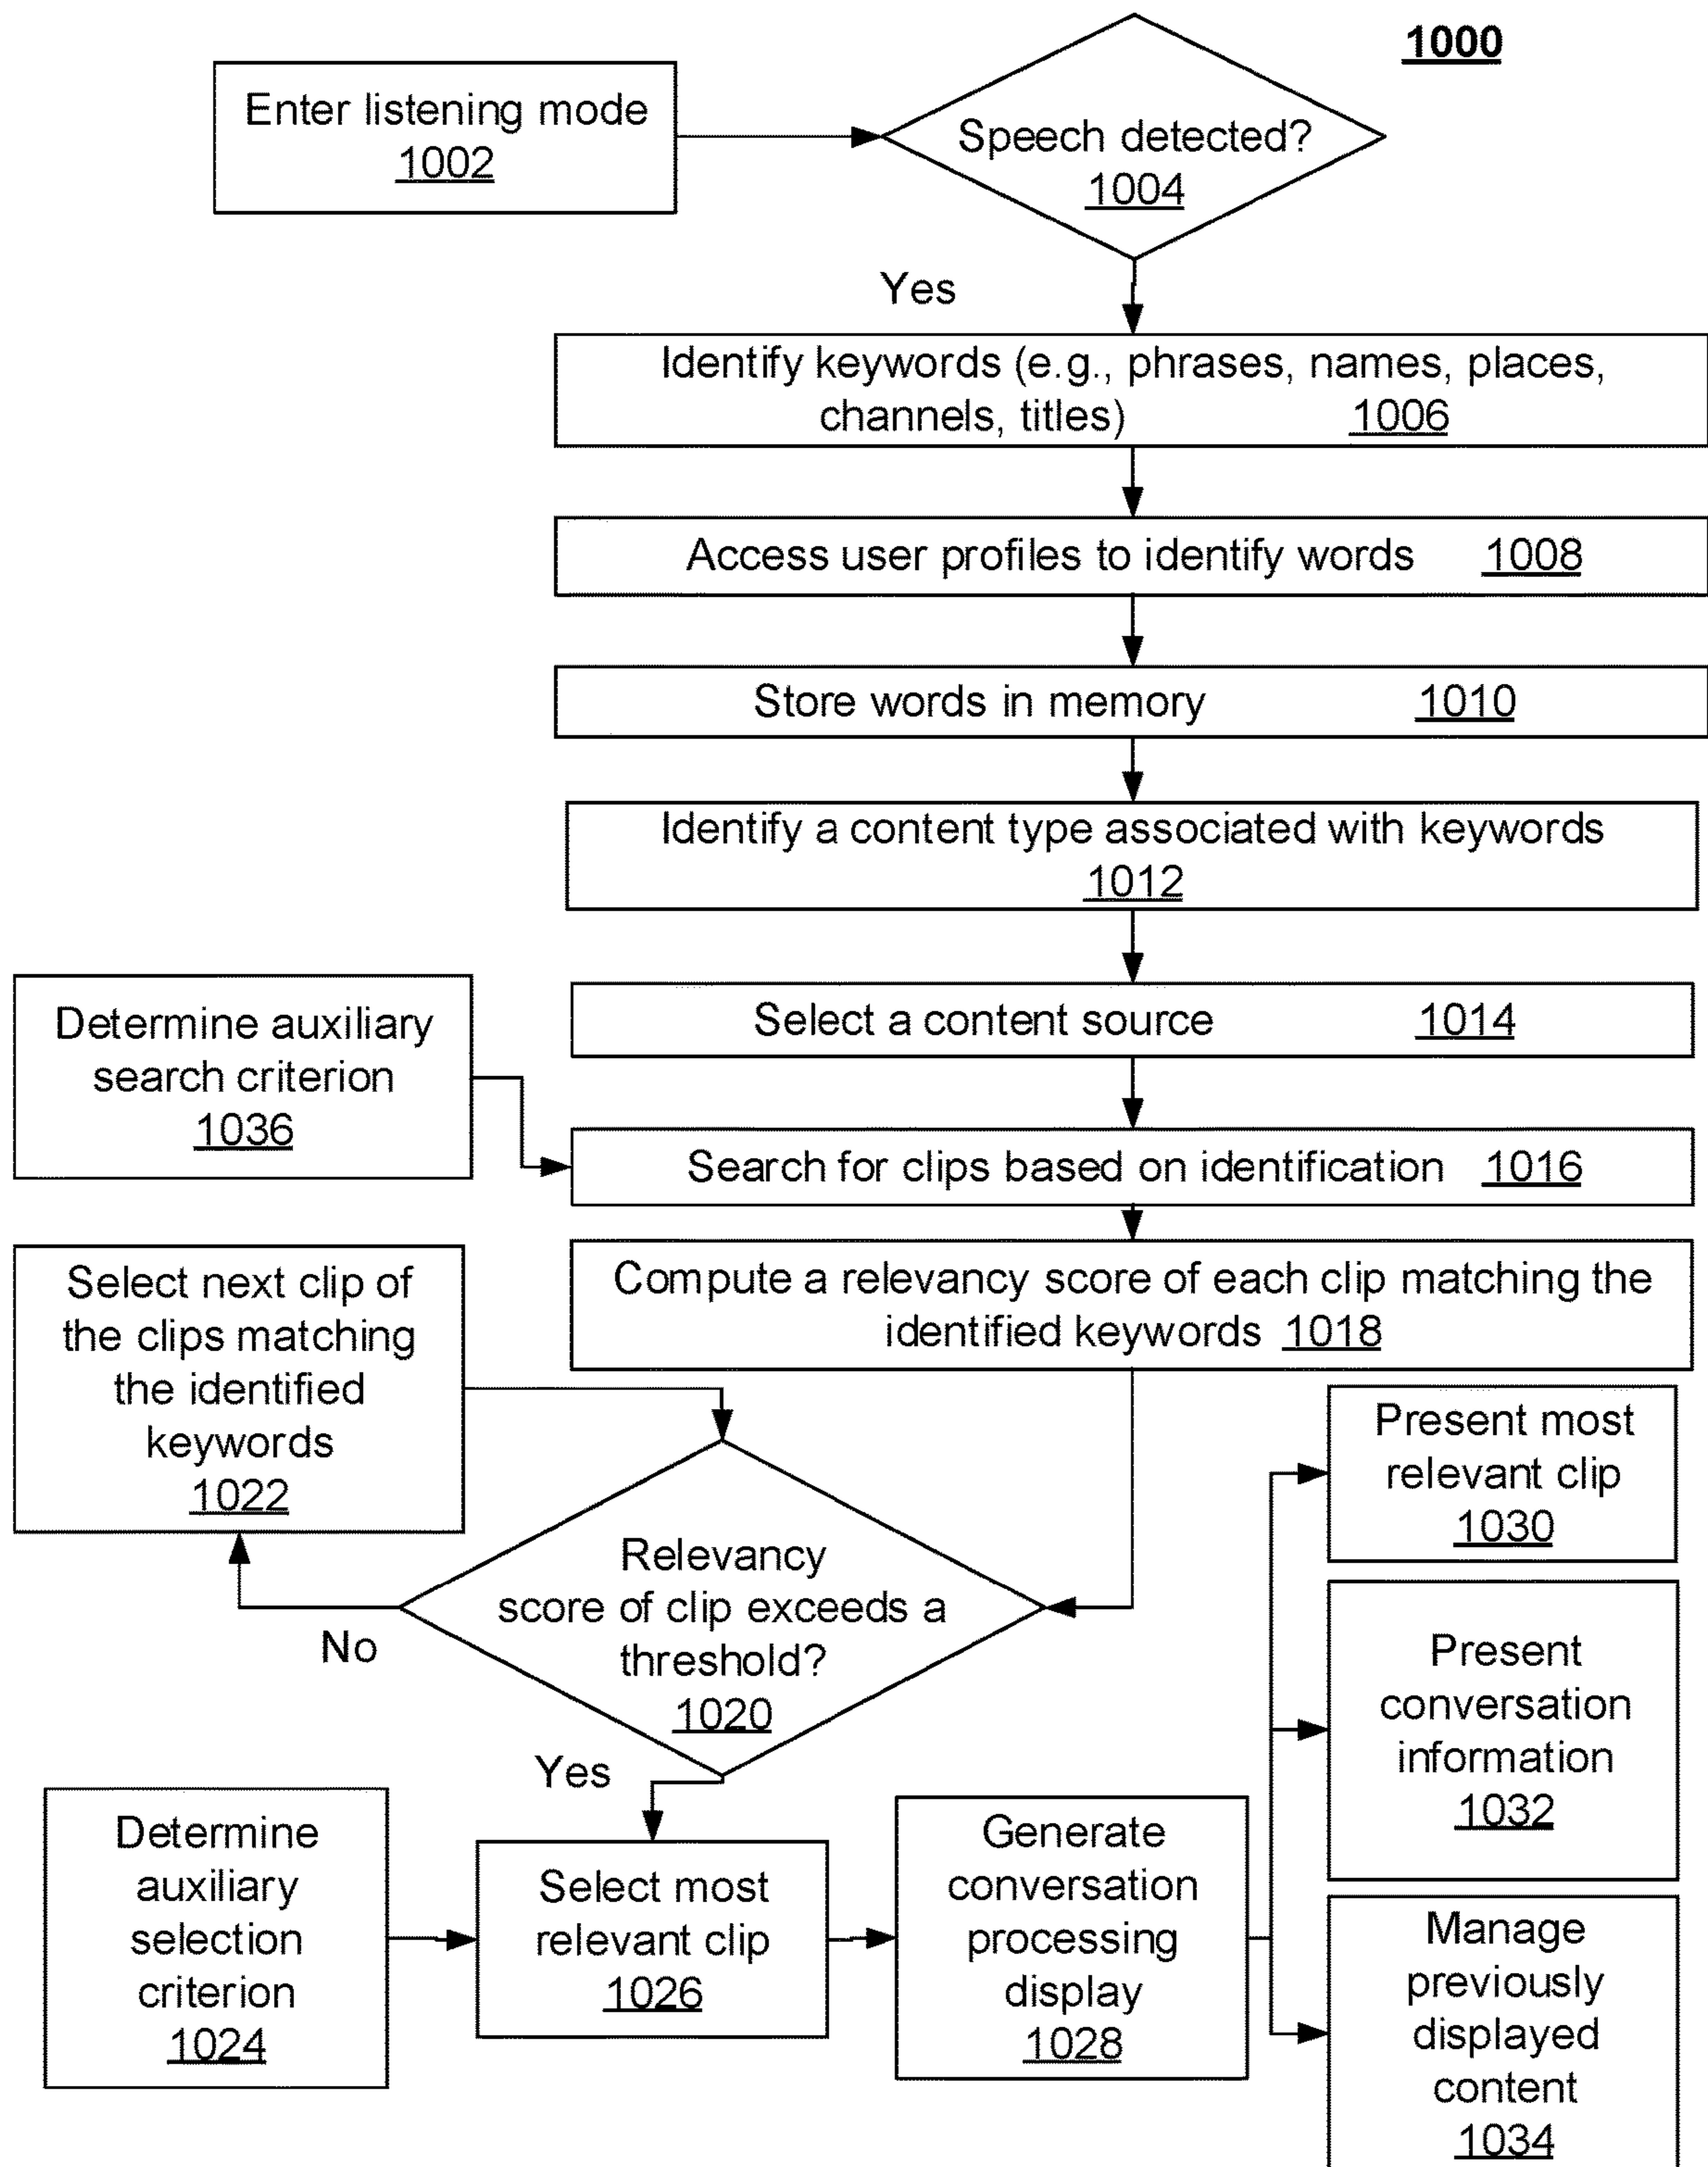 1000
Enter listening mode
1002
Speech detected?
1004
Yes
Identify keywords (e.g., phrases, names, places,
channels, titles) 1006
Access user profiles to identify words 1008
Store words in memory 1010
Identify a content type associated with keywords
1012
Select a content source 1014
Determine auxiliary
search criterion
1036
Search for clips based on identification 1016
Compute a relevancy score of each clip matching the
identified keywords 1018
Select next clip of
the clips matching
the identified
keywords
1022
Relevancy
score of clip exceeds a
threshold?
1020
No
Yes
Determine
auxiliary
selection
criterion
1024
Select most
relevant clip
1026
Generate
conversation
processing
display
1028
Present most
relevant clip
1030
Present
conversation
information
1032
Manage
previously
displayed
content
1034